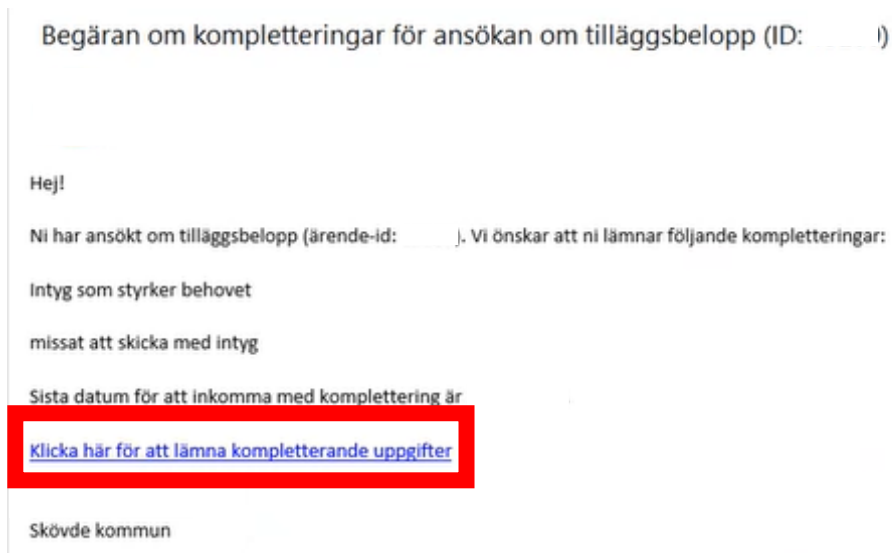 Begäran om kompletteringar för ansökan om tilläggsbelopp (ID: )
Hej!
Ni har ansökt om tilläggsbelopp (ärende-id: ). Vi önskar att ni lämnar följande kompletteringar:
Intyg som styrker behovet
missat att skicka med intyg
Sista datum för att inkomma med komplettering är
Klicka här för att lämna kompletterande uppgifter
Skövde kommun